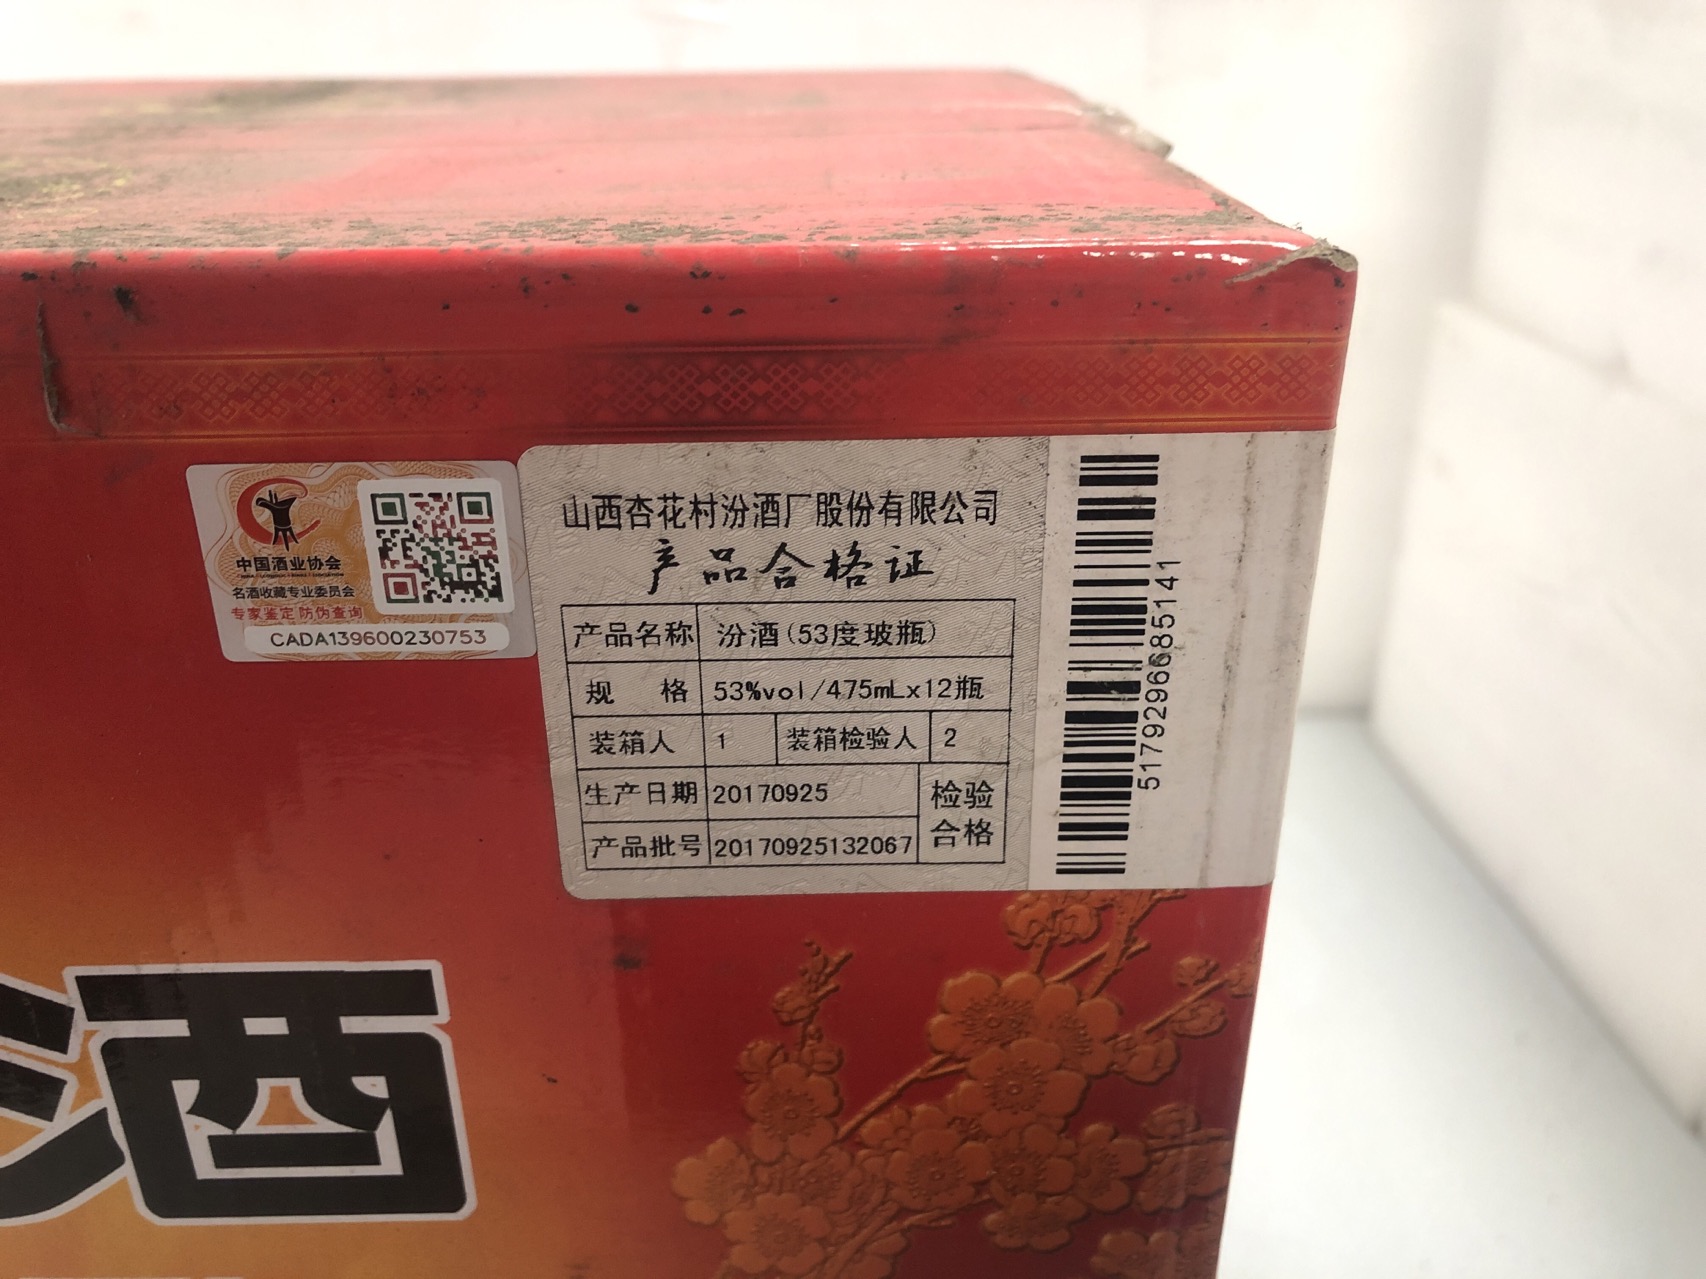 中国酒业协会
名酒收藏专业委员会
专家鉴定 防伪查询
CADA139600230753
山西杏花村汾酒厂股份有限公司
产品合格证
产品名称 汾酒(53度玻瓶)
规 格 53%vol/475mLx12瓶
装箱人 1 装箱检验人 2
生产日期 20170925
检验合格
产品批号 20170925132067
517929668514​1
酒